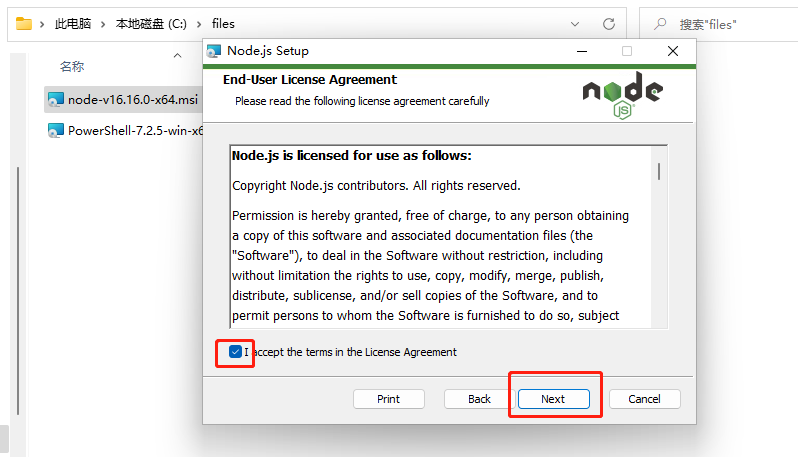 此电脑 > 本地磁盘 (C:) > files
搜索"files"
名称
node-v16.16.0-x64.msi
PowerShell-7.2.5-win-x6
Node.js Setup
End-User License Agreement
Please read the following license agreement carefully
node
JS
Node.js is licensed for use as follows:
Copyright Node.js contributors. All rights reserved.
Permission is hereby granted, free of charge, to any person obtaining
a copy of this software and associated documentation files (the
"Software"), to deal in the Software without restriction, including
without limitation the rights to use, copy, modify, merge, publish,
distribute, sublicense, and/or sell copies of the Software, and to
permit persons to whom the Software is furnished to do so, subject
I accept the terms in the License Agreement
Print
Back
Next
Cancel